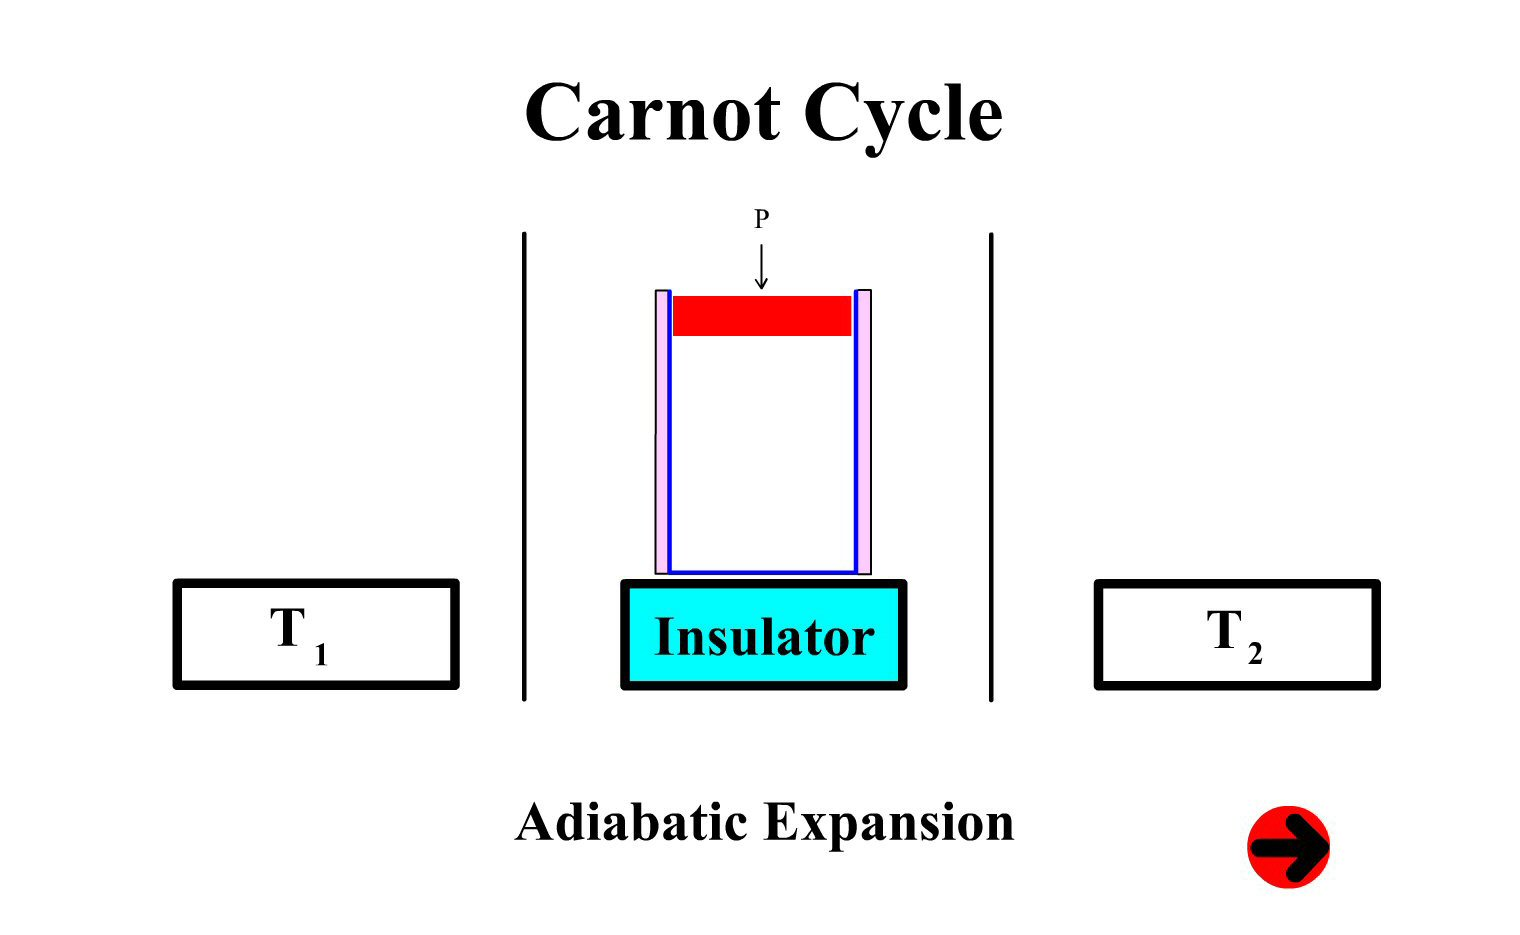 Carnot Cycle
P
T1
Insulator
T2
Adiabatic Expansion